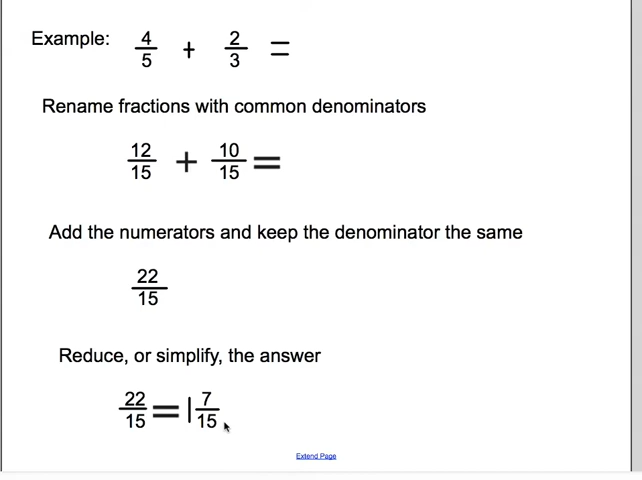 Example: 4/5 + 2/3 =
Rename fractions with common denominators
12/15 + 10/15 =
Add the numerators and keep the denominator the same
22/15
Reduce, or simplify, the answer
22/15 = 1 7/15
Extend Page